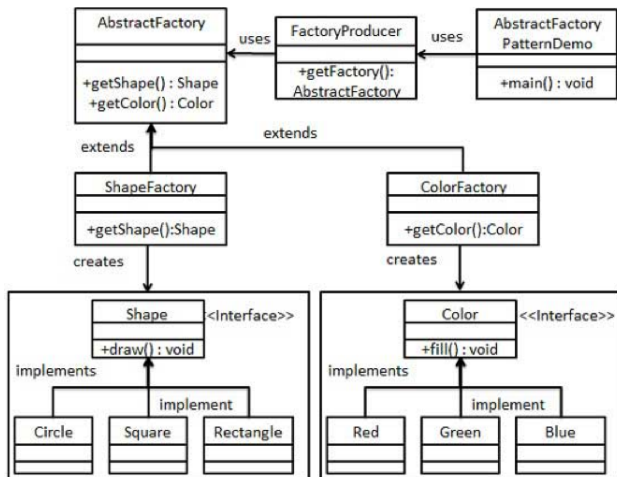 AbstractFactory
+getShape() : Shape
+getColor() : Color
uses
FactoryProducer
+getFactory():
AbstractFactory
uses
AbstractFactory
PatternDemo
+main() : void
extends
extends
ShapeFactory
+getShape():Shape
ColorFactory
+getColor():Color
creates
creates
Shape
<<Interface>>
+draw() : void
implements
implement
Circle
Square
Rectangle
Color
<<Interface>>
+fill() : void
implements
implement
Red
Green
Blue